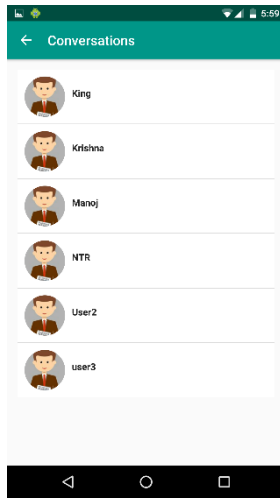 5:59
Conversations
King
Krishna
Manoj
NTR
User2
user3